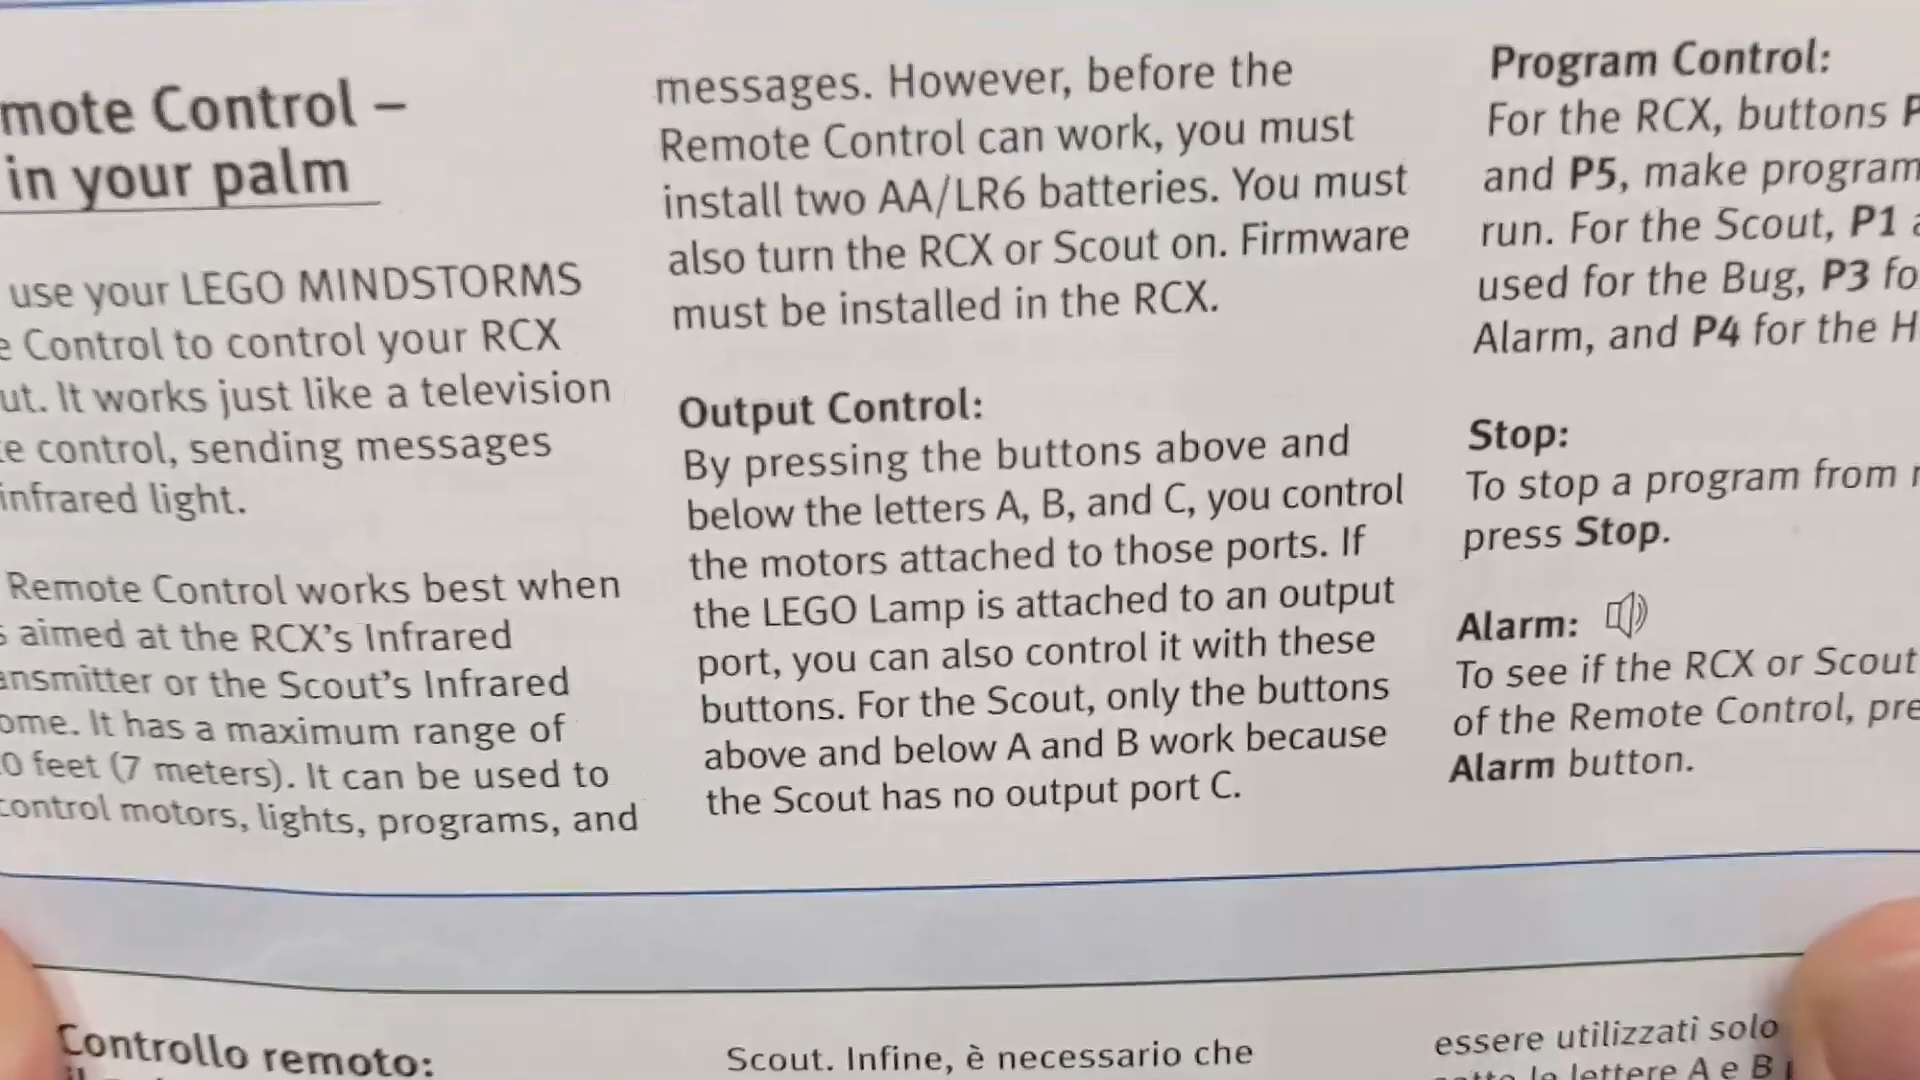 mote Control –
in your palm
use your LEGO MINDSTORMS
e Control to control your RCX
ut. It works just like a television
te control, sending messages
infrared light.
Remote Control works best when
s aimed at the RCX's Infrared
ansmitter or the Scout's Infrared
ome. It has a maximum range of
0 feet (7 meters). It can be used to
control motors, lights, programs, and
messages. However, before the
Remote Control can work, you must
install two AA/LR6 batteries. You must
also turn the RCX or Scout on. Firmware
must be installed in the RCX.
Output Control:
By pressing the buttons above and
below the letters A, B, and C, you control
the motors attached to those ports. If
the LEGO Lamp is attached to an output
port, you can also control it with these
buttons. For the Scout, only the buttons
above and below A and B work because
the Scout has no output port C.
Program Control:
For the RCX, buttons P
and P5, make program
run. For the Scout, P1 a
used for the Bug, P3 fo
Alarm, and P4 for the H
Stop:
To stop a program from r
press Stop.
Alarm:
To see if the RCX or Scout
of the Remote Control, pre
Alarm button.
Controllo remoto:
Scout. Infine, è necessario che
essere utilizzati solo
lettere A e B